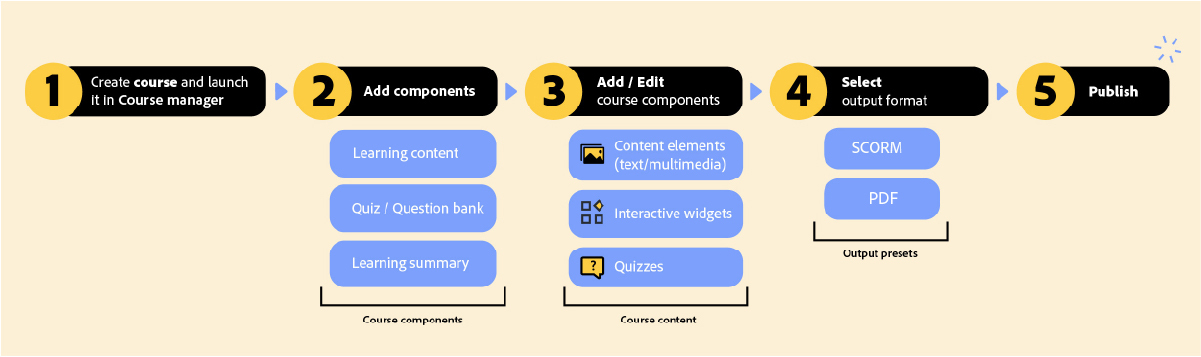 1
Create course and launch
it in Course manager
2
Add components
Learning content
Quiz / Question bank
Learning summary
Course components
3
Add / Edit
course components
Content elements
(text/multimedia)
Interactive widgets
?
Quizzes
Course content
4
Select
output format
SCORM
PDF
Output presets
5
Publish